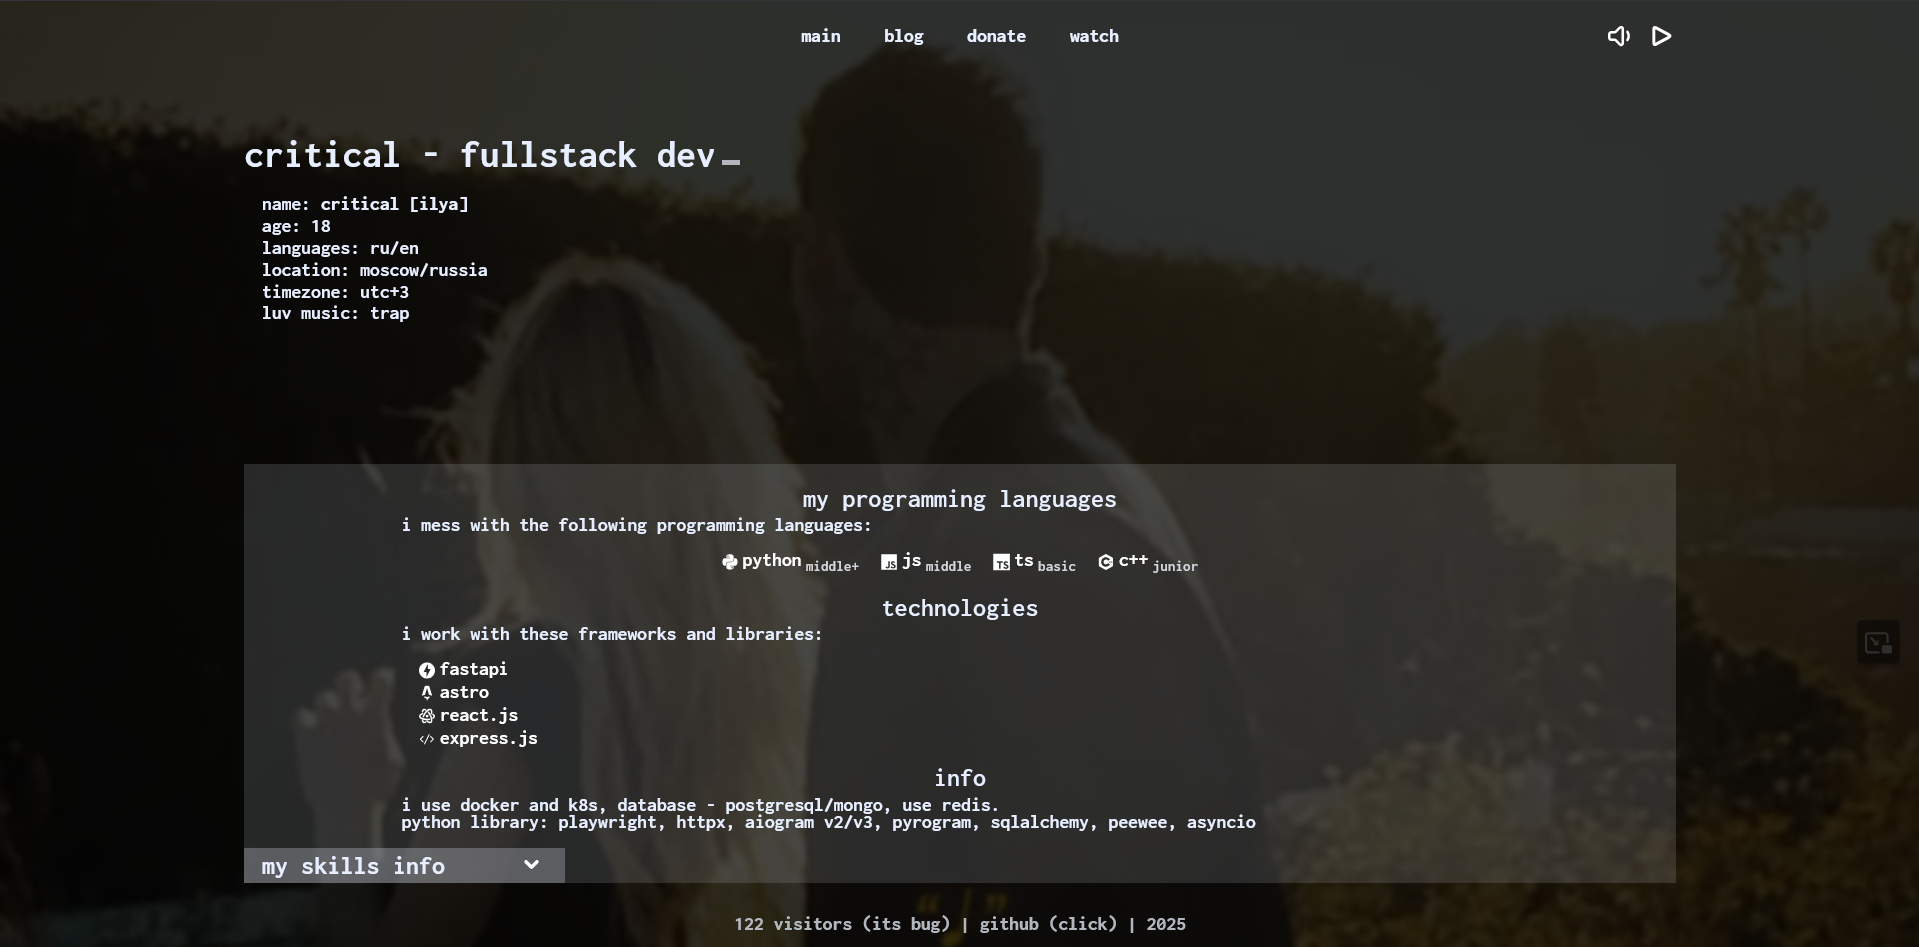 main blog donate watch
critical - fullstack dev
name: critical [ilya]
age: 18
languages: ru/en
location: moscow/russia
timezone: utc+3
luv music: trap
my programming languages
i mess with the following programming languages:
python middle+ JS js middle TS ts basic c++ junior
technologies
i work with these frameworks and libraries:
fastapi
astro
react.js
</> express.js
info
i use docker and k8s, database - postgresql/mongo, use redis.
python library: playwright, httpx, aiogram v2/v3, pyrogram, sqlalchemy, peewee, asyncio
my skills info
“J”
122 visitors (its bug) | github (click) | 2025